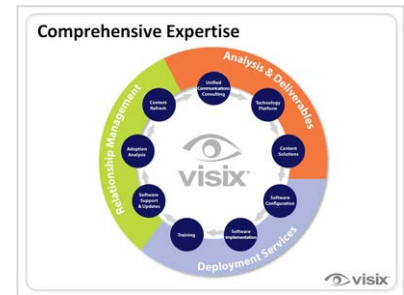 Comprehensive Expertise
Analysis & Deliverables
Unified
Communications
Consulting
Technology
Platform
Content
Solutions
Software
Configuration
Deployment Services
Software
Implementation
Training
Relationship Management
Software
Support
& Updates
Adoption
Analysis
Content
Refresh
visix
visix